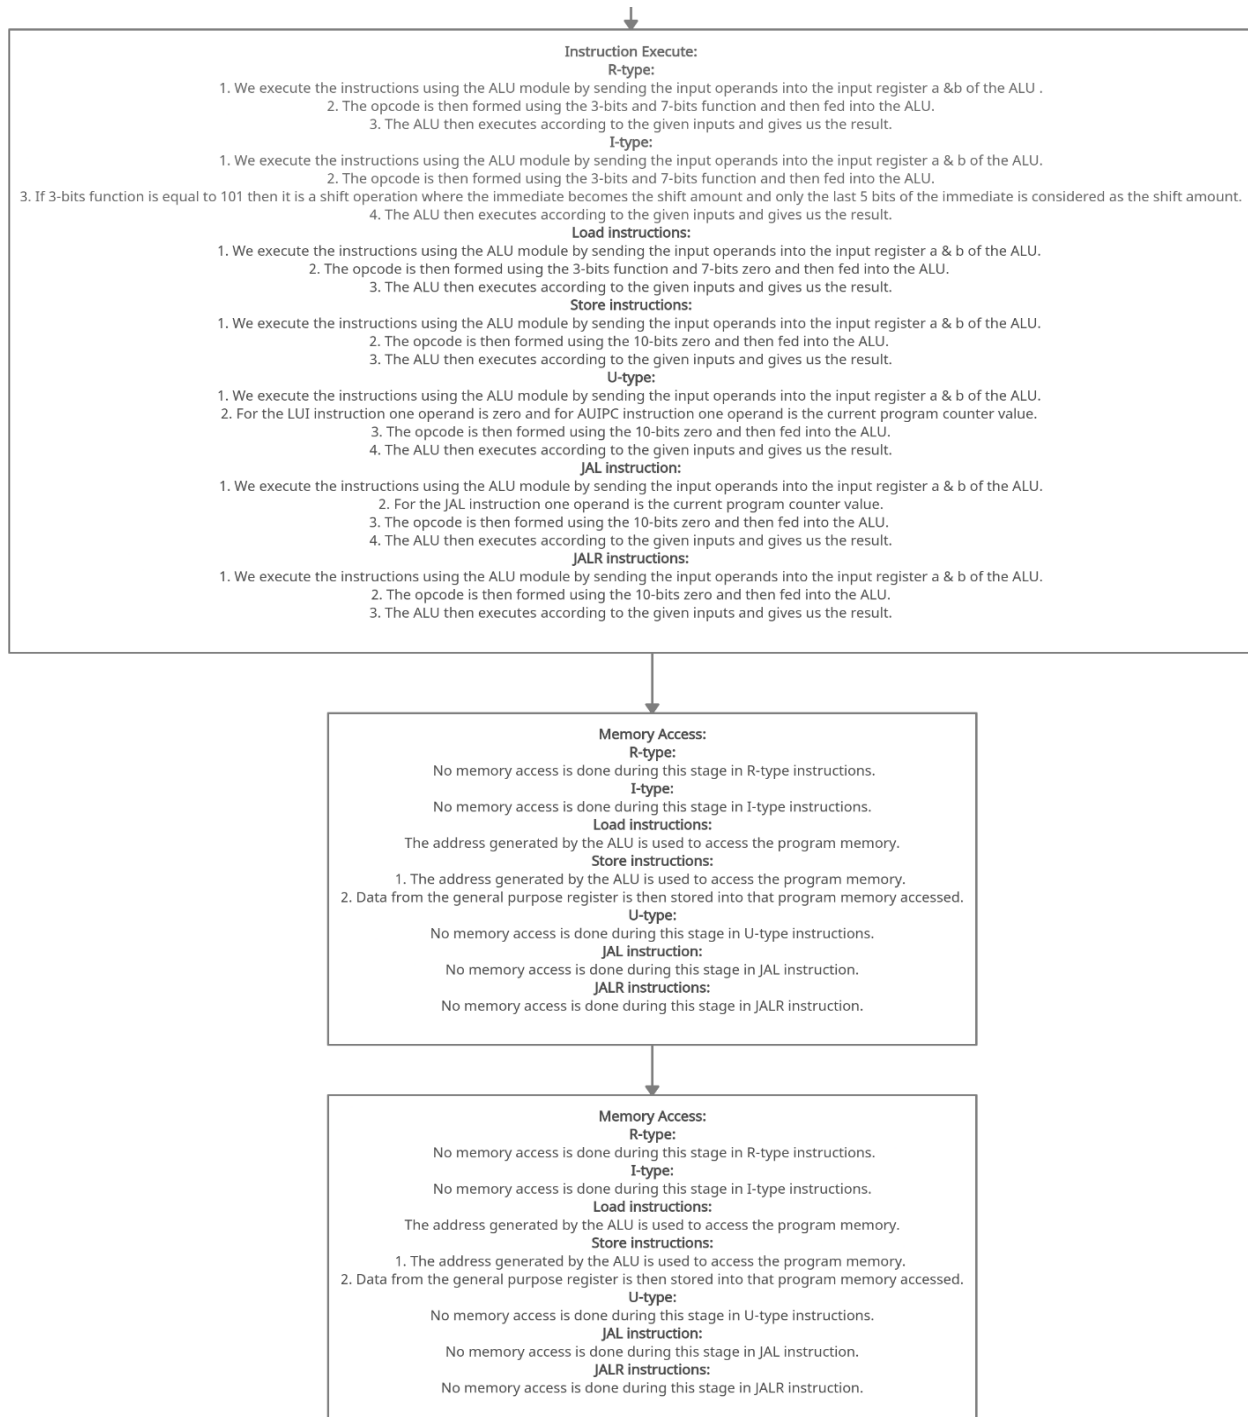 Instruction Execute:
R-type:
1. We execute the instructions using the ALU module by sending the input operands into the input register a &b of the ALU .
2. The opcode is then formed using the 3-bits and 7-bits function and then fed into the ALU.
3. The ALU then executes according to the given inputs and gives us the result.
I-type:
1. We execute the instructions using the ALU module by sending the input operands into the input register a & b of the ALU.
2. The opcode is then formed using the 3-bits and 7-bits function and then fed into the ALU.
3. If 3-bits function is equal to 101 then it is a shift operation where the immediate becomes the shift amount and only the last 5 bits of the immediate is considered as the shift amount.
4. The ALU then executes according to the given inputs and gives us the result.
Load instructions:
1. We execute the instructions using the ALU module by sending the input operands into the input register a & b of the ALU.
2. The opcode is then formed using the 3-bits function and 7-bits zero and then fed into the ALU.
3. The ALU then executes according to the given inputs and gives us the result.
Store instructions:
1. We execute the instructions using the ALU module by sending the input operands into the input register a & b of the ALU.
2. The opcode is then formed using the 10-bits zero and then fed into the ALU.
3. The ALU then executes according to the given inputs and gives us the result.
U-type:
1. We execute the instructions using the ALU module by sending the input operands into the input register a & b of the ALU.
2. For the LUI instruction one operand is zero and for AUIPC instruction one operand is the current program counter value.
3. The opcode is then formed using the 10-bits zero and then fed into the ALU.
4. The ALU then executes according to the given inputs and gives us the result.
JAL instruction:
1. We execute the instructions using the ALU module by sending the input operands into the input register a & b of the ALU.
2. For the JAL instruction one operand is the current program counter value.
3. The opcode is then formed using the 10-bits zero and then fed into the ALU.
4. The ALU then executes according to the given inputs and gives us the result.
JALR instructions:
1. We execute the instructions using the ALU module by sending the input operands into the input register a & b of the ALU.
2. The opcode is then formed using the 10-bits zero and then fed into the ALU.
3. The ALU then executes according to the given inputs and gives us the result.
Memory Access:
R-type:
No memory access is done during this stage in R-type instructions.
I-type:
No memory access is done during this stage in I-type instructions.
Load instructions:
The address generated by the ALU is used to access the program memory.
Store instructions:
1. The address generated by the ALU is used to access the program memory.
2. Data from the general purpose register is then stored into that program memory accessed.
U-type:
No memory access is done during this stage in U-type instructions.
JAL instruction:
No memory access is done during this stage in JAL instruction.
JALR instructions:
No memory access is done during this stage in JALR instruction.
Memory Access:
R-type:
No memory access is done during this stage in R-type instructions.
I-type:
No memory access is done during this stage in I-type instructions.
Load instructions:
The address generated by the ALU is used to access the program memory.
Store instructions:
1. The address generated by the ALU is used to access the program memory.
2. Data from the general purpose register is then stored into that program memory accessed.
U-type:
No memory access is done during this stage in U-type instructions.
JAL instruction:
No memory access is done during this stage in JAL instruction.
JALR instructions:
No memory access is done during this stage in JALR instruction.